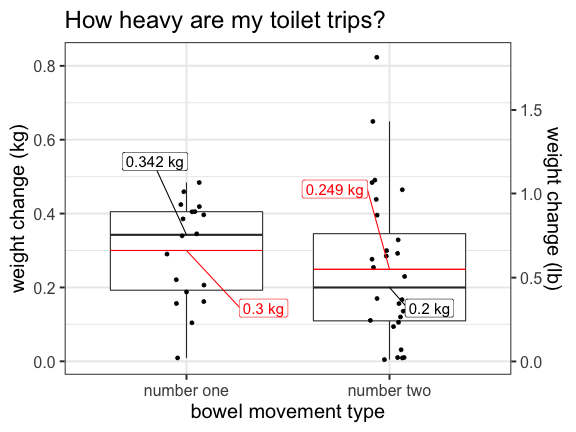 How heavy are my toilet trips?
weight change (kg)
0.8
0.6
0.4
0.2
0.0
0.342 kg
0.3 kg
0.249 kg
0.2 kg
1.5
1.0
0.5
0.0
weight change (lb)
number one
number two
bowel movement type